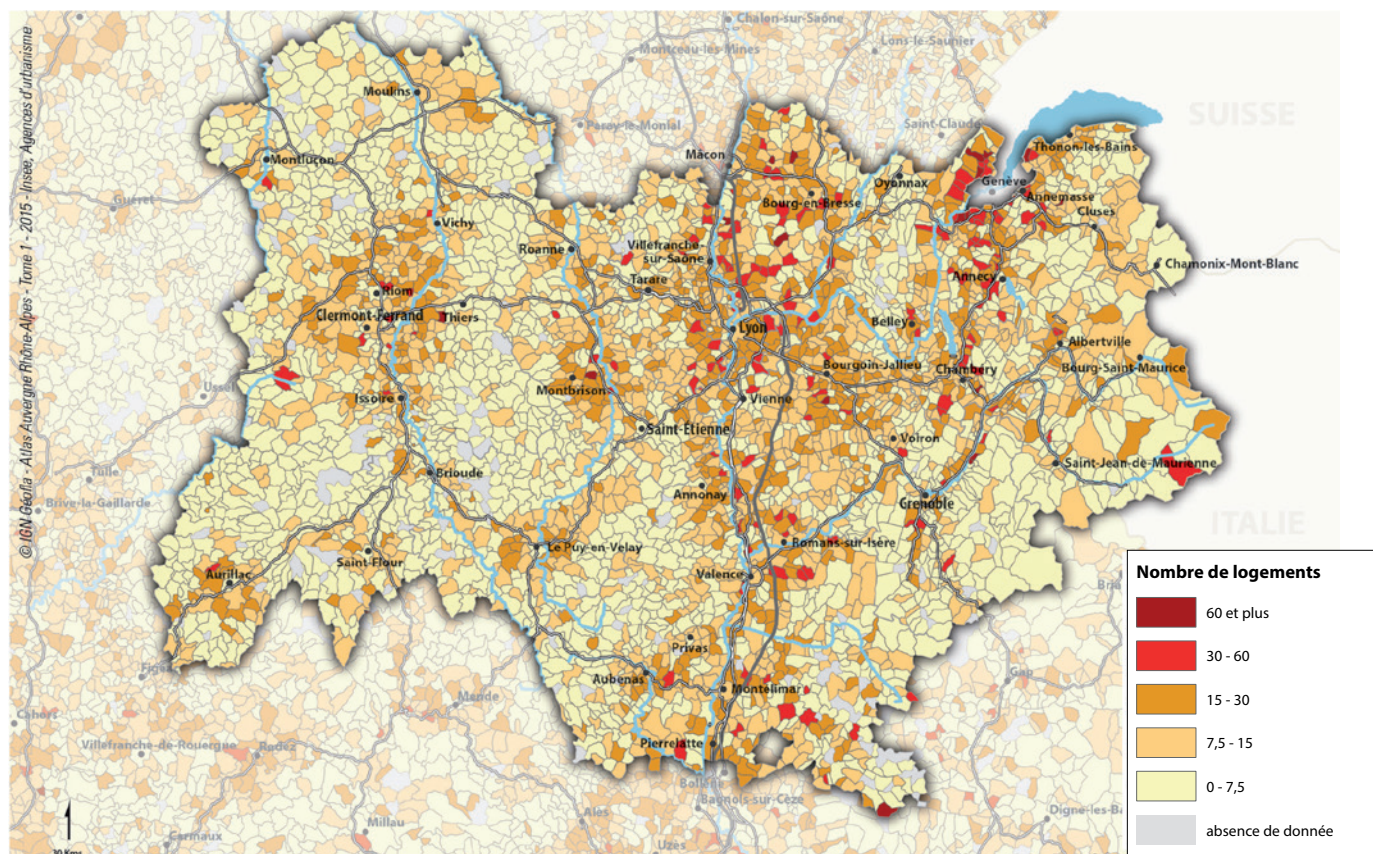 © IGN Géofla - Atlas Auvergne Rhône-Alpes - Tome 1 - 2015 - Insee, Agences d'urbanisme
Chalon-sur-Saône
Lons-le-Saunier
Montceau-les-Mines
Moulins
SUISSE
Paray-le-Monial
Saint-Claude
Thonon-les-Bains
Mâcon
Montluçon
Oyonnax
Genève
Annemasse
Guéret
Bourg-en-Bresse
Cluses
Vichy
Roanne
Villefranche-
sur-Saône
Chamonix-Mont-Blanc
Annecy
Tarare
Riom
Clermont-Ferrand
Thiers
Lyon
Belley
Albertville
Ussel
Bourgoin-Jallieu
Chambéry
Bourg-Saint-Maurice
Montbrison
Issoire
Vienne
Saint-Etienne
Voiron
Saint-Jean-de-Maurienne
Tulle
Brioude
Annonay
Grenoble
Brive-la-Gaillarde
ITALIE
Le Puy-en-Velay
Romans-sur-Isère
Saint-Flour
Aurillac
Valence
Privas
Figeac
Aubenas
Gap
Mende
Montélimar
Cahors
Villefranche-de-Rouergue
Rodez
Pierrelatte
Bollène
Bagnols-sur-Cèze
Alès
Millau
Carmaux
Uzès
Digne-les-Ba
30 Kms
Nombre de logements
60 et plus
30 - 60
15 - 30
7,5 - 15
0 - 7,5
absence de donnée